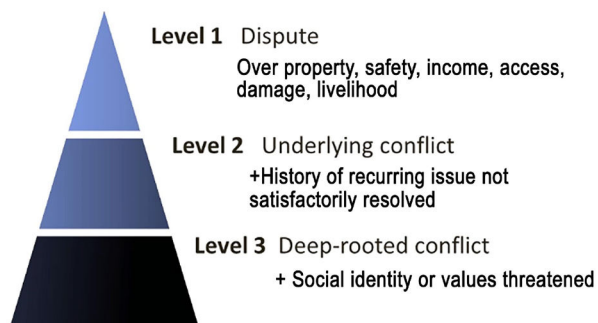 Level 1 Dispute
Over property, safety, income, access,
damage, livelihood
Level 2 Underlying conflict
+History of recurring issue not
satisfactorily resolved
Level 3 Deep-rooted conflict
+ Social identity or values threatened